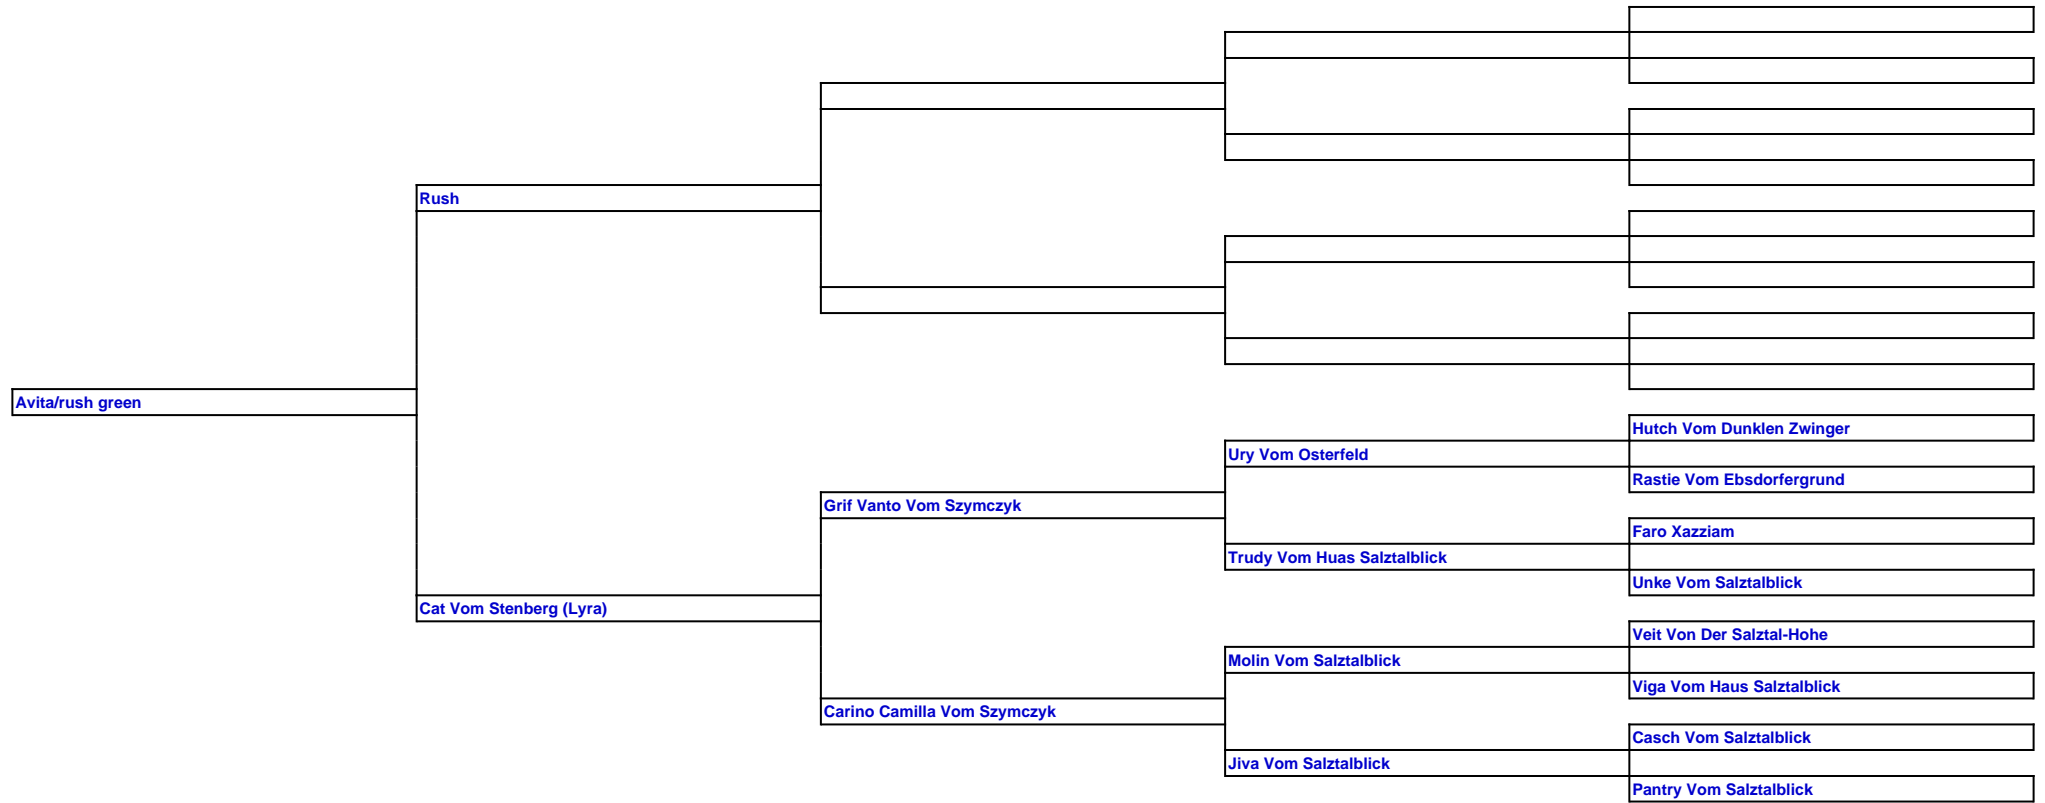 Rush
Avita/rush green
Hutch Vom Dunklen Zwinger
Ury Vom Osterfeld
Rastie Vom Ebsdorfergrund
Grif Vanto Vom Szymczyk
Faro Xazziam
Trudy Vom Huas Salztalblick
Unke Vom Salztalblick
Cat Vom Stenberg (Lyra)
Veit Von Der Salztal-Hohe
Molin Vom Salztalblick
Viga Vom Haus Salztalblick
Carino Camilla Vom Szymczyk
Casch Vom Salztalblick
Jiva Vom Salztalblick
Pantry Vom Salztalblick